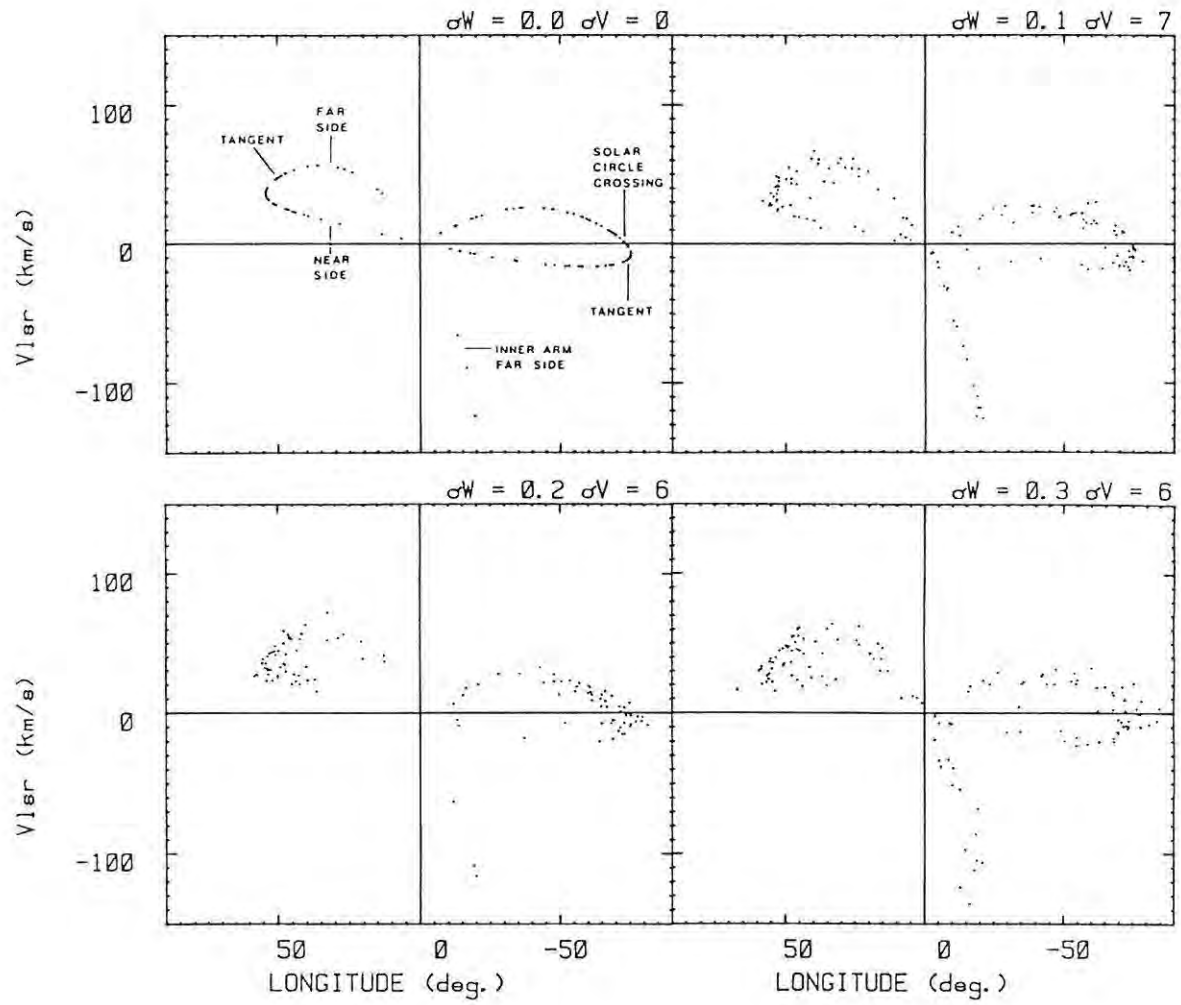 σW = 0.0 σV = 0
σW = 0.1 σV = 7
100
0
-100
Vlsr (km/s)
FAR
SIDE
TANGENT
NEAR
SIDE
SOLAR
CIRCLE
CROSSING
TANGENT
INNER ARM
FAR SIDE
σW = 0.2 σV = 6
σW = 0.3 σV = 6
100
0
-100
Vlsr (km/s)
50 0 -50
50 0 -50
LONGITUDE (deg.)
LONGITUDE (deg.)